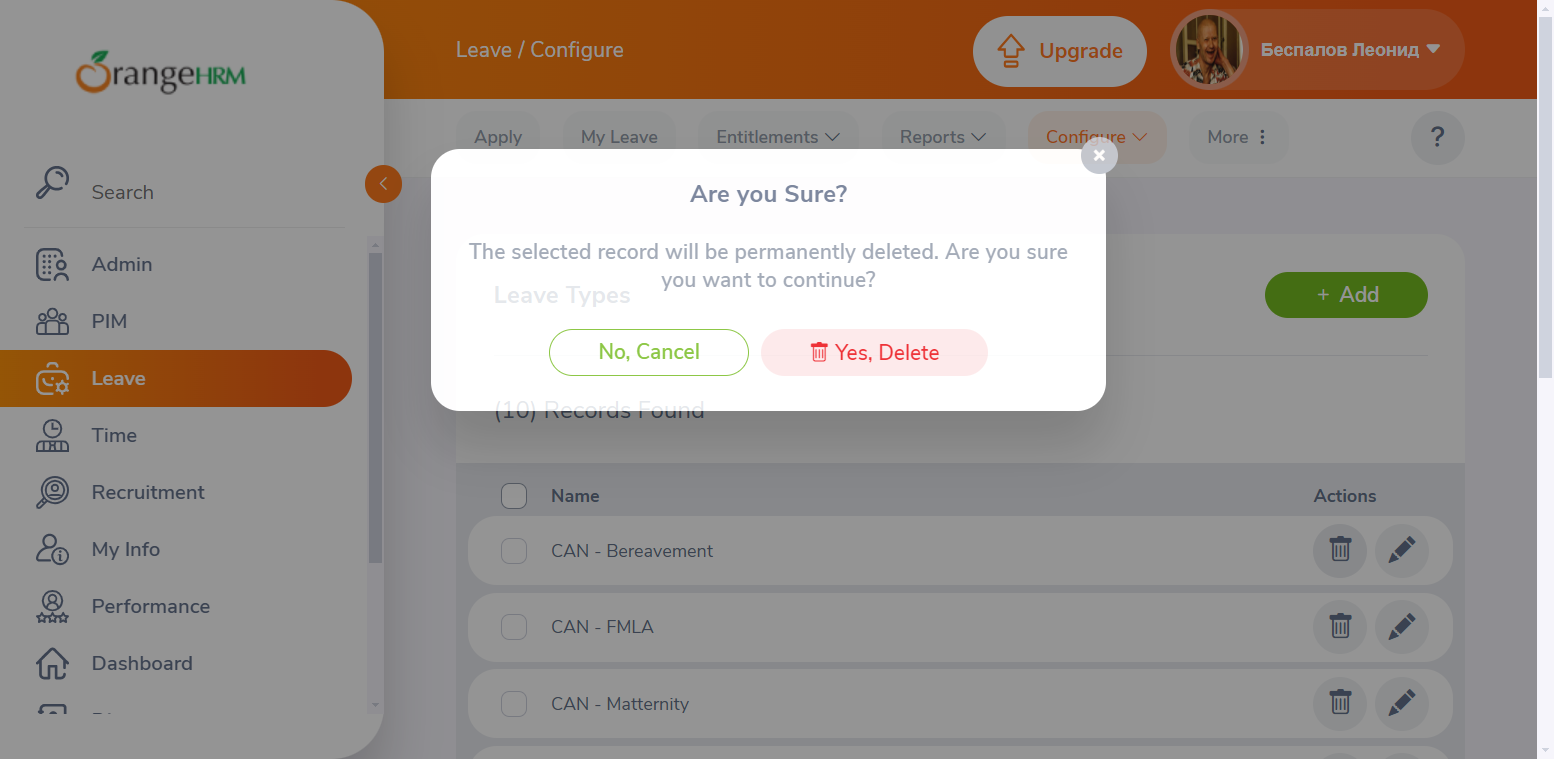 OrangeHRM
Leave / Configure
Upgrade
Беспалов Леонид
Search
Admin
PIM
Leave
Time
Recruitment
My Info
Performance
Dashboard
Apply
My Leave
Entitlements
Reports
Configure
More
?
Are you Sure?
The selected record will be permanently deleted. Are you sure
you want to continue?
No, Cancel
Yes, Delete
Leave Types
+ Add
(10) Records Found
Name
Actions
CAN - Bereavement
CAN - FMLA
CAN - Matternity